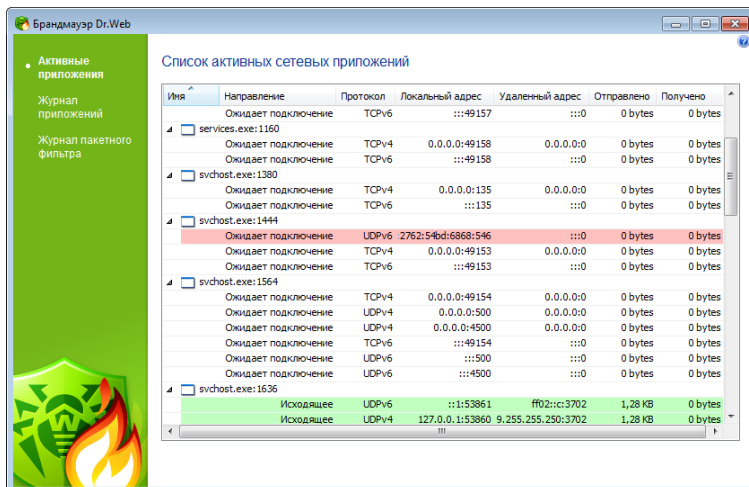 Брандмауэр Dr.Web
Активные
приложения
Журнал
приложений
Журнал пакетного
фильтра
Список активных сетевых приложений
Имя Направление Протокол Локальный адрес Удаленный адрес Отправлено Получено
Ожидает подключение TCPv6 :::49157 :::0 0 bytes 0 bytes
services.exe:1160
Ожидает подключение TCPv4 0.0.0.0:49158 0.0.0.0:0 0 bytes 0 bytes
Ожидает подключение TCPv6 :::49158 :::0 0 bytes 0 bytes
svchost.exe:1380
Ожидает подключение TCPv4 0.0.0.0:135 0.0.0.0:0 0 bytes 0 bytes
Ожидает подключение TCPv6 :::135 :::0 0 bytes 0 bytes
svchost.exe:1444
Ожидает подключение UDPv6 :2762:54bd:6868:546 :::0 0 bytes 0 bytes
Ожидает подключение TCPv4 0.0.0.0:49153 0.0.0.0:0 0 bytes 0 bytes
Ожидает подключение TCPv6 :::49153 :::0 0 bytes 0 bytes
svchost.exe:1564
Ожидает подключение TCPv4 0.0.0.0:49154 0.0.0.0:0 0 bytes 0 bytes
Ожидает подключение UDPv4 0.0.0.0:500 0.0.0.0:0 0 bytes 0 bytes
Ожидает подключение UDPv4 0.0.0.0:4500 0.0.0.0:0 0 bytes 0 bytes
Ожидает подключение TCPv6 :::49154 :::0 0 bytes 0 bytes
Ожидает подключение UDPv6 :::500 :::0 0 bytes 0 bytes
Ожидает подключение UDPv6 :::4500 :::0 0 bytes 0 bytes
svchost.exe:1636
Исходящее UDPv6 ::1:53861 ff02::c:3702 1,28 KB 0 bytes
Исходящее UDPv4 127.0.0.1:53860 9.255.255.250:3702 1,28 KB 0 bytes